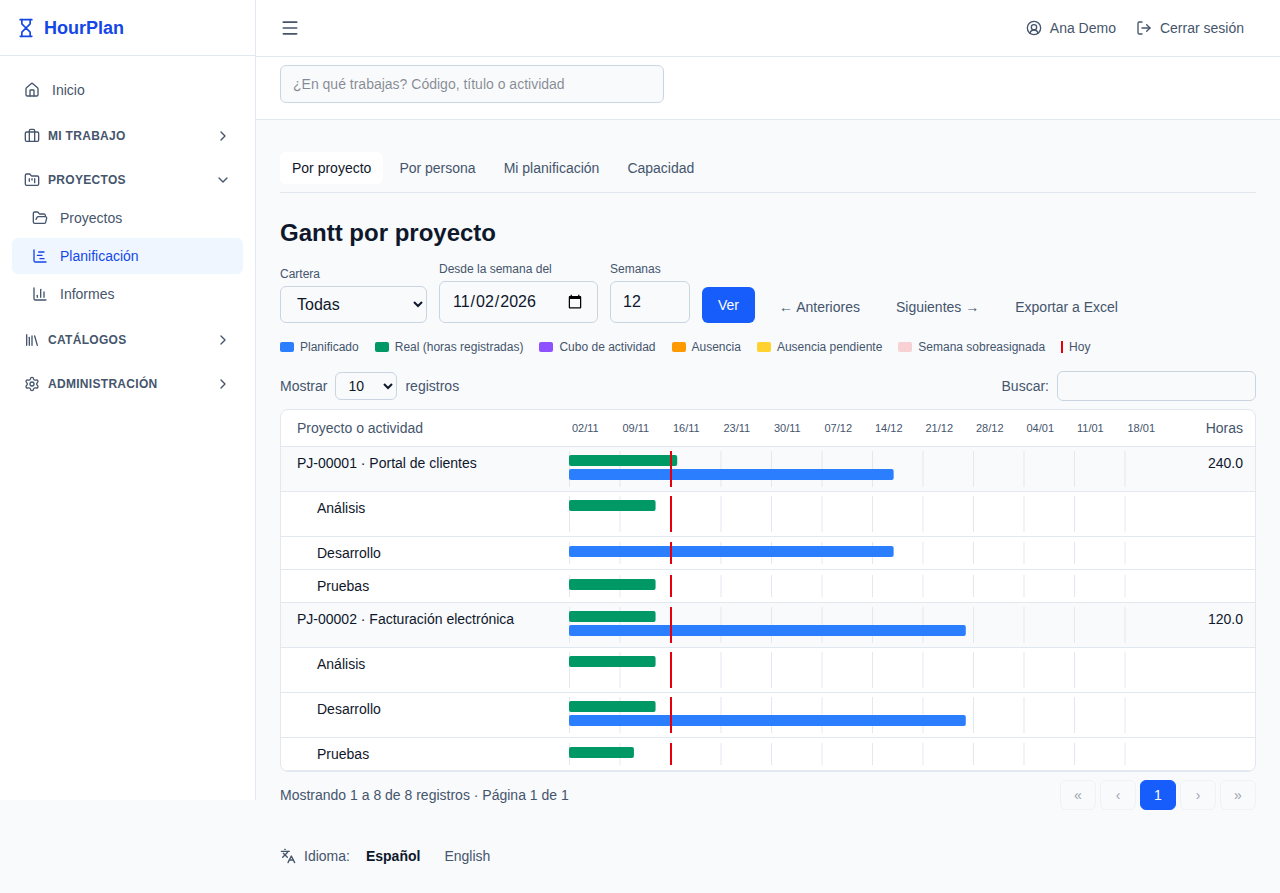 HourPlan
Ana Demo
Cerrar sesión
¿En qué trabajas? Código, título o actividad
Inicio
MI TRABAJO
PROYECTOS
Proyectos
Planificación
Informes
CATÁLOGOS
ADMINISTRACIÓN
Por proyecto Por persona Mi planificación Capacidad
Gantt por proyecto
Cartera Desde la semana del Semanas
Todas 11/02/2026 12 Ver ← Anteriores Siguientes → Exportar a Excel
Planificado Real (horas registradas) Cubo de actividad Ausencia Ausencia pendiente Semana sobreasignada Hoy
Mostrar 10 registros Buscar:
Proyecto o actividad 02/11 09/11 16/11 23/11 30/11 07/12 14/12 21/12 28/12 04/01 11/01 18/01 Horas
PJ-00001 · Portal de clientes 240.0
Análisis
Desarrollo
Pruebas
PJ-00002 · Facturación electrónica 120.0
Análisis
Desarrollo
Pruebas
Mostrando 1 a 8 de 8 registros · Página 1 de 1 « ‹ 1 › »
Idioma: Español English